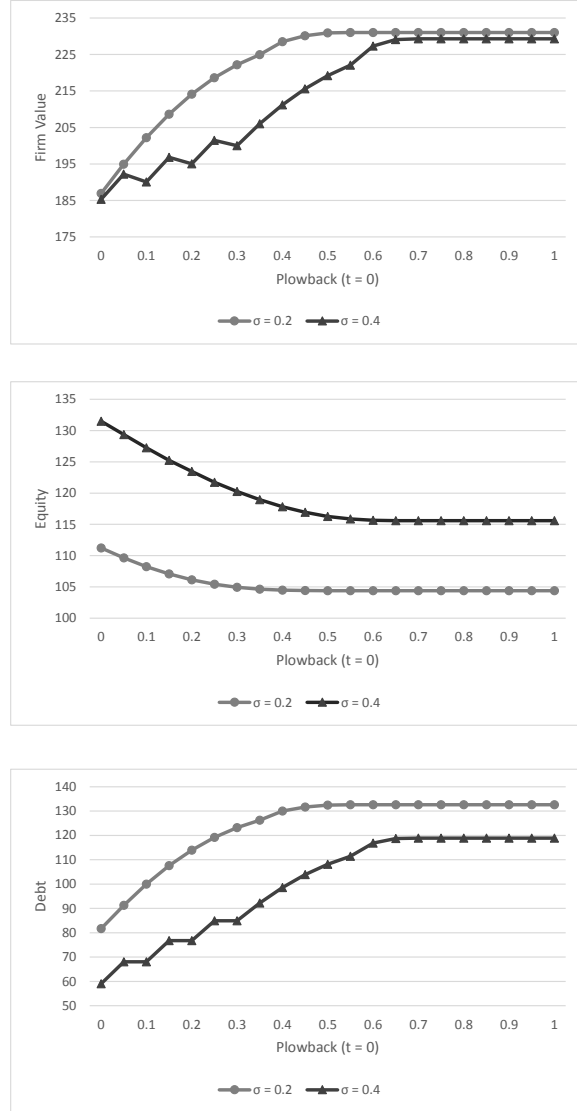 235
225
215
205
195
185
175
Firm Value
0 0.1 0.2 0.3 0.4 0.5 0.6 0.7 0.8 0.9 1
Plowback (t = 0)
σ = 0.2 σ = 0.4
135
130
125
120
115
110
105
100
Equity
0 0.1 0.2 0.3 0.4 0.5 0.6 0.7 0.8 0.9 1
Plowback (t = 0)
σ = 0.2 σ = 0.4
140
130
120
110
100
90
80
70
60
50
Debt
0 0.1 0.2 0.3 0.4 0.5 0.6 0.7 0.8 0.9 1
Plowback (t = 0)
σ = 0.2 σ = 0.4